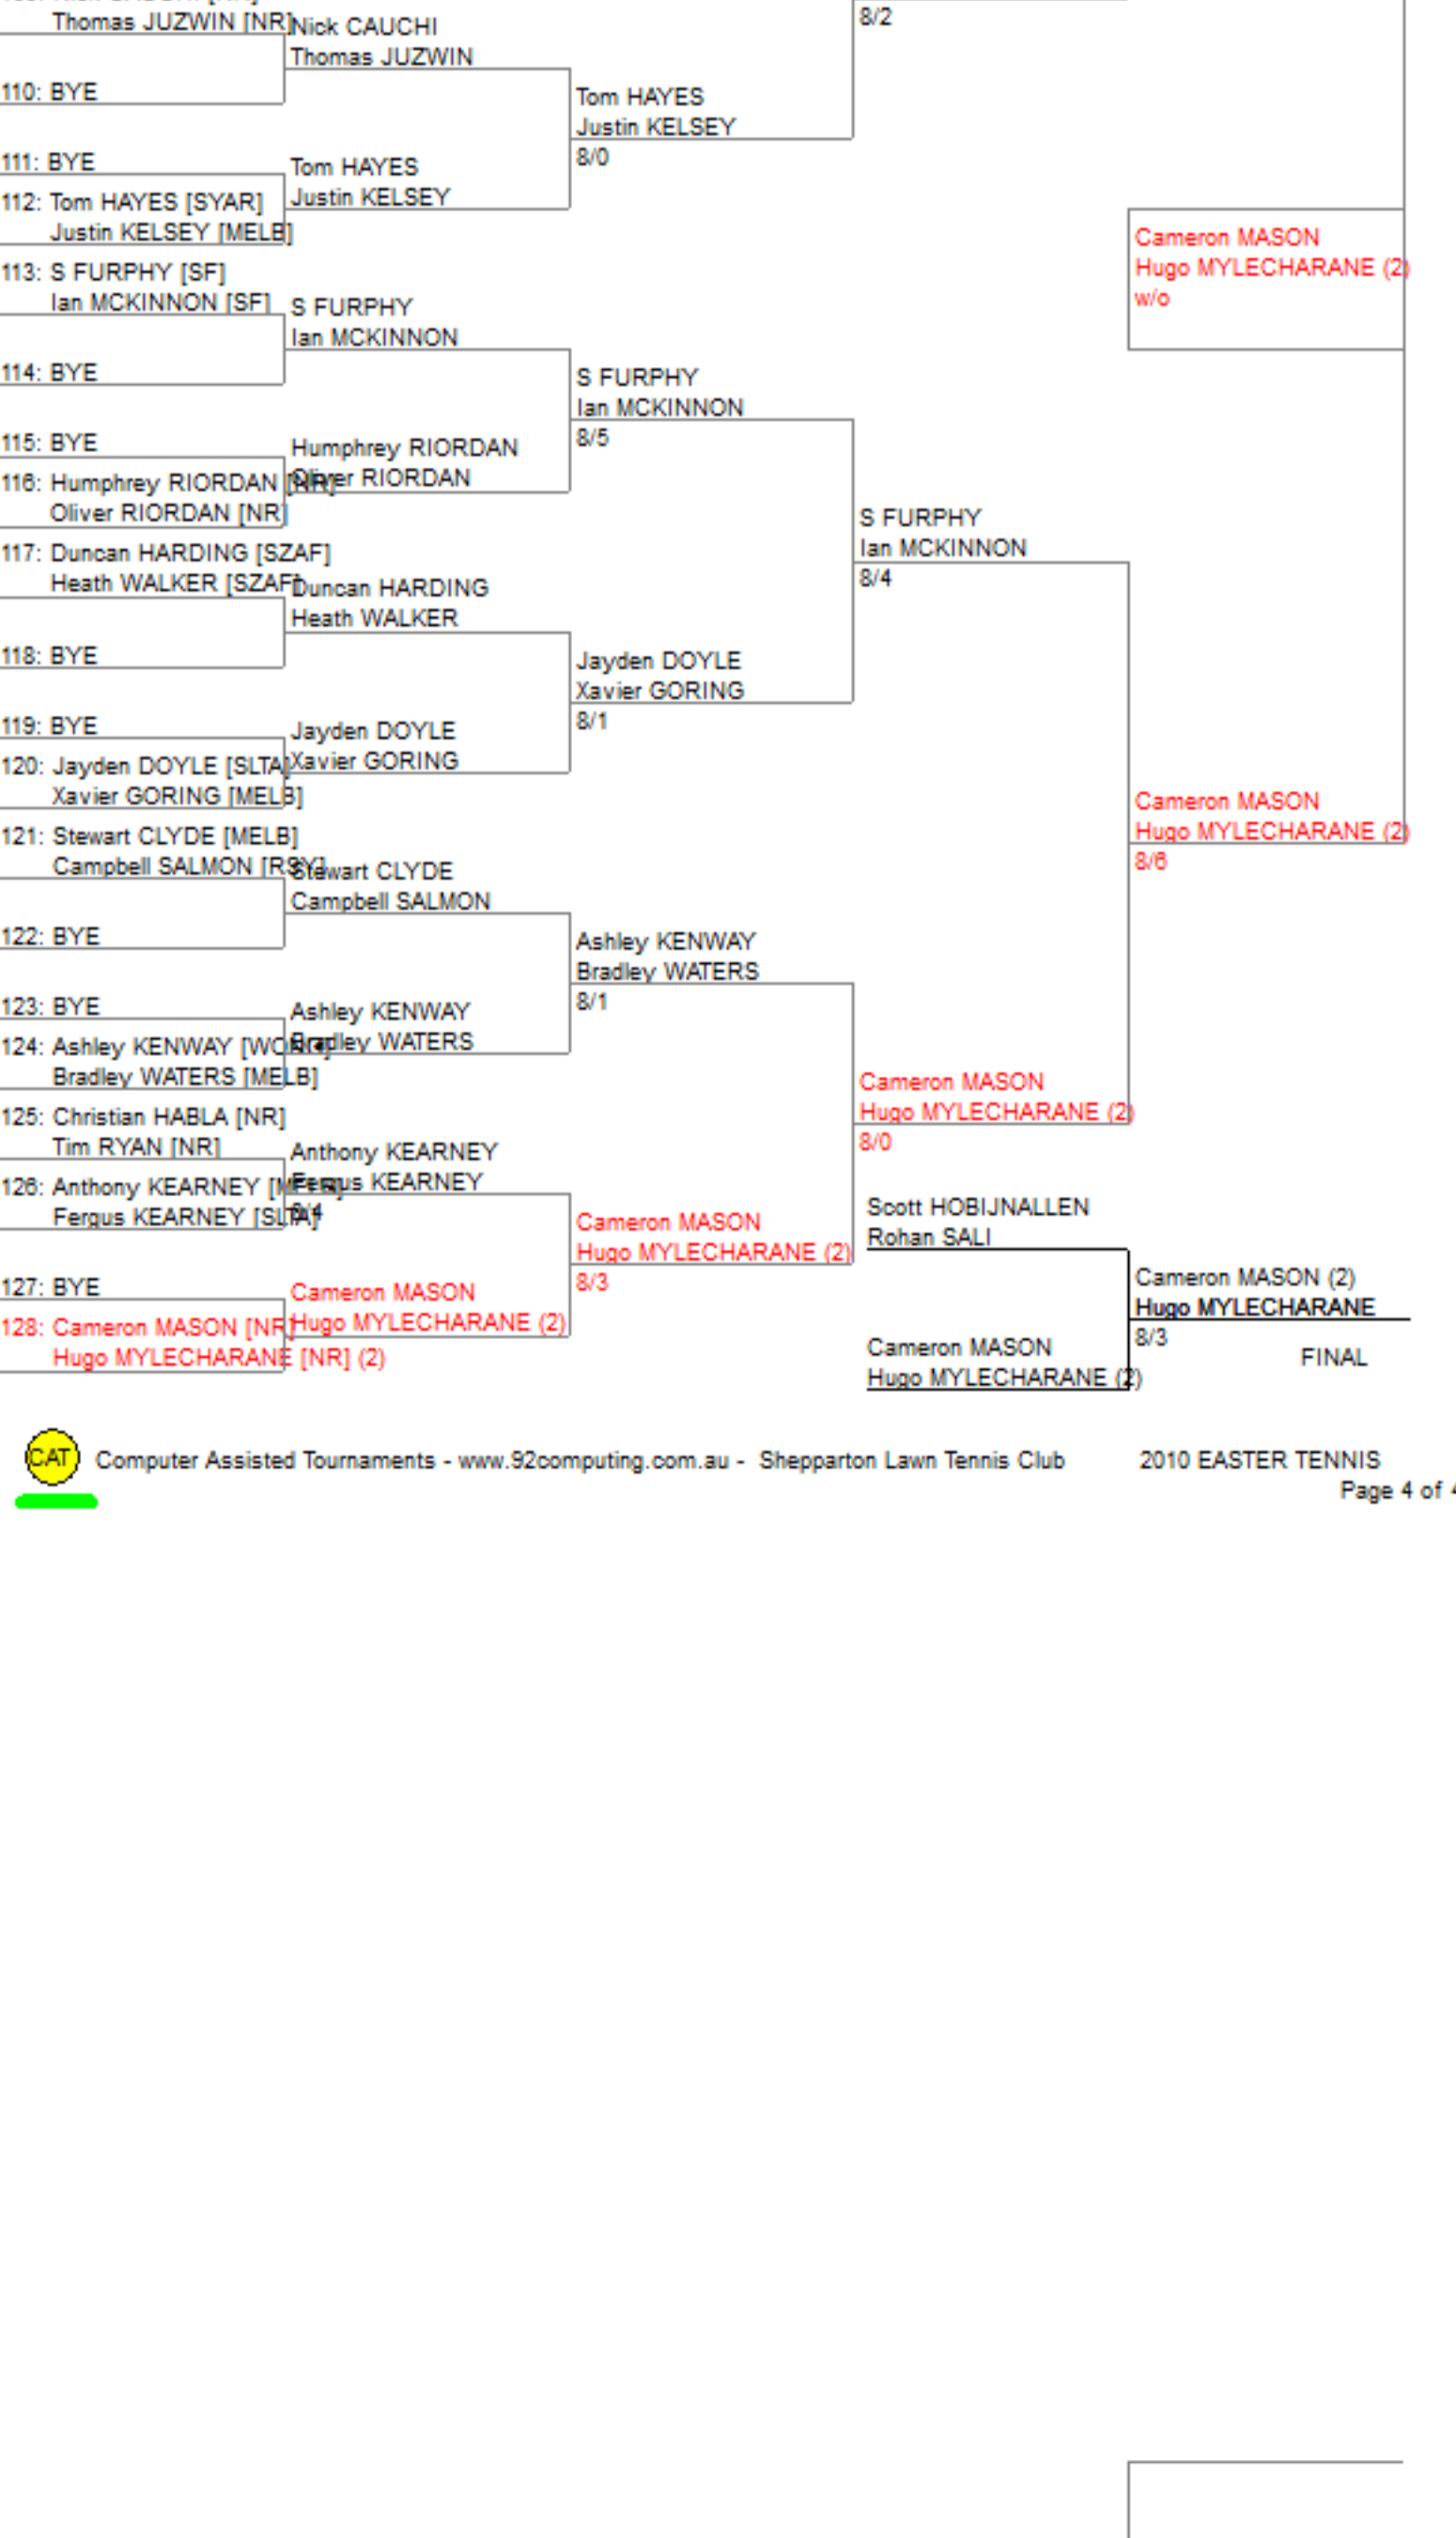 Thomas JUZWIN [NR]
110: BYE
111: BYE
112: Tom HAYES [SYAR]
Justin KELSEY [MELB]
113: S FURPHY [SF]
Ian MCKINNON [SF]
114: BYE
115: BYE
116: Humphrey RIORDAN [NR]
Oliver RIORDAN [NR]
117: Duncan HARDING [SZAF]
Heath WALKER [SZAF]
118: BYE
119: BYE
120: Jayden DOYLE [SLTA]
Xavier GORING [MELB]
121: Stewart CLYDE [MELB]
Campbell SALMON [RSY]
122: BYE
123: BYE
124: Ashley KENWAY
Bradley WATERS [MELB]
125: Christian HABLA [NR]
Tim RYAN [NR]
126: Anthony KEARNEY
Fergus KEARNEY [SLTA]
127: BYE
128: Cameron MASON [NR]
Hugo MYLECHARANE [NR] (2)
Nick CAUCHI
Thomas JUZWIN
Tom HAYES
Justin KELSEY
S FURPHY
Ian MCKINNON
Humphrey RIORDAN
Oliver RIORDAN
Duncan HARDING
Heath WALKER
Jayden DOYLE
Xavier GORING
Stewart CLYDE
Campbell SALMON
Ashley KENWAY
Bradley WATERS
Anthony KEARNEY
Fergus KEARNEY
Cameron MASON
Hugo MYLECHARANE (2)
Tom HAYES
Justin KELSEY
8/0
S FURPHY
Ian MCKINNON
8/5
Jayden DOYLE
Xavier GORING
8/1
Ashley KENWAY
Bradley WATERS
8/1
Cameron MASON
Hugo MYLECHARANE (2)
8/3
8/2
S FURPHY
Ian MCKINNON
8/4
Cameron MASON
Hugo MYLECHARANE (2)
8/0
Cameron MASON
Hugo MYLECHARANE (2)
w/o
Cameron MASON
Hugo MYLECHARANE (2)
8/6
Scott HOBIJNALLEN
Rohan SALI
Cameron MASON
Hugo MYLECHARANE (2)
Cameron MASON (2)
Hugo MYLECHARANE
8/3
FINAL
CAT
Computer Assisted Tournaments - www.92computing.com.au - Shepparton Lawn Tennis Club
2010 EASTER TENNIS
Page 4 of 4